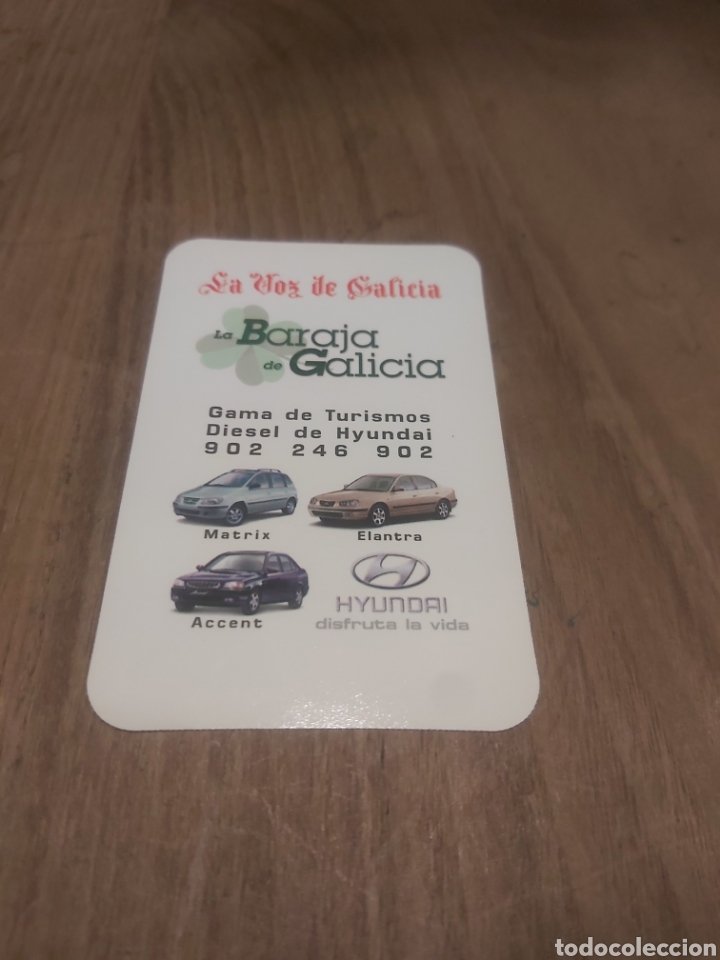 La Voz de Galicia
La Baraja
de Galicia
Gama de Turismos
Diesel de Hyundai
902 246 902
Matrix
Elantra
Accent
HYUNDAI
disfruta la vida
todocoleccion